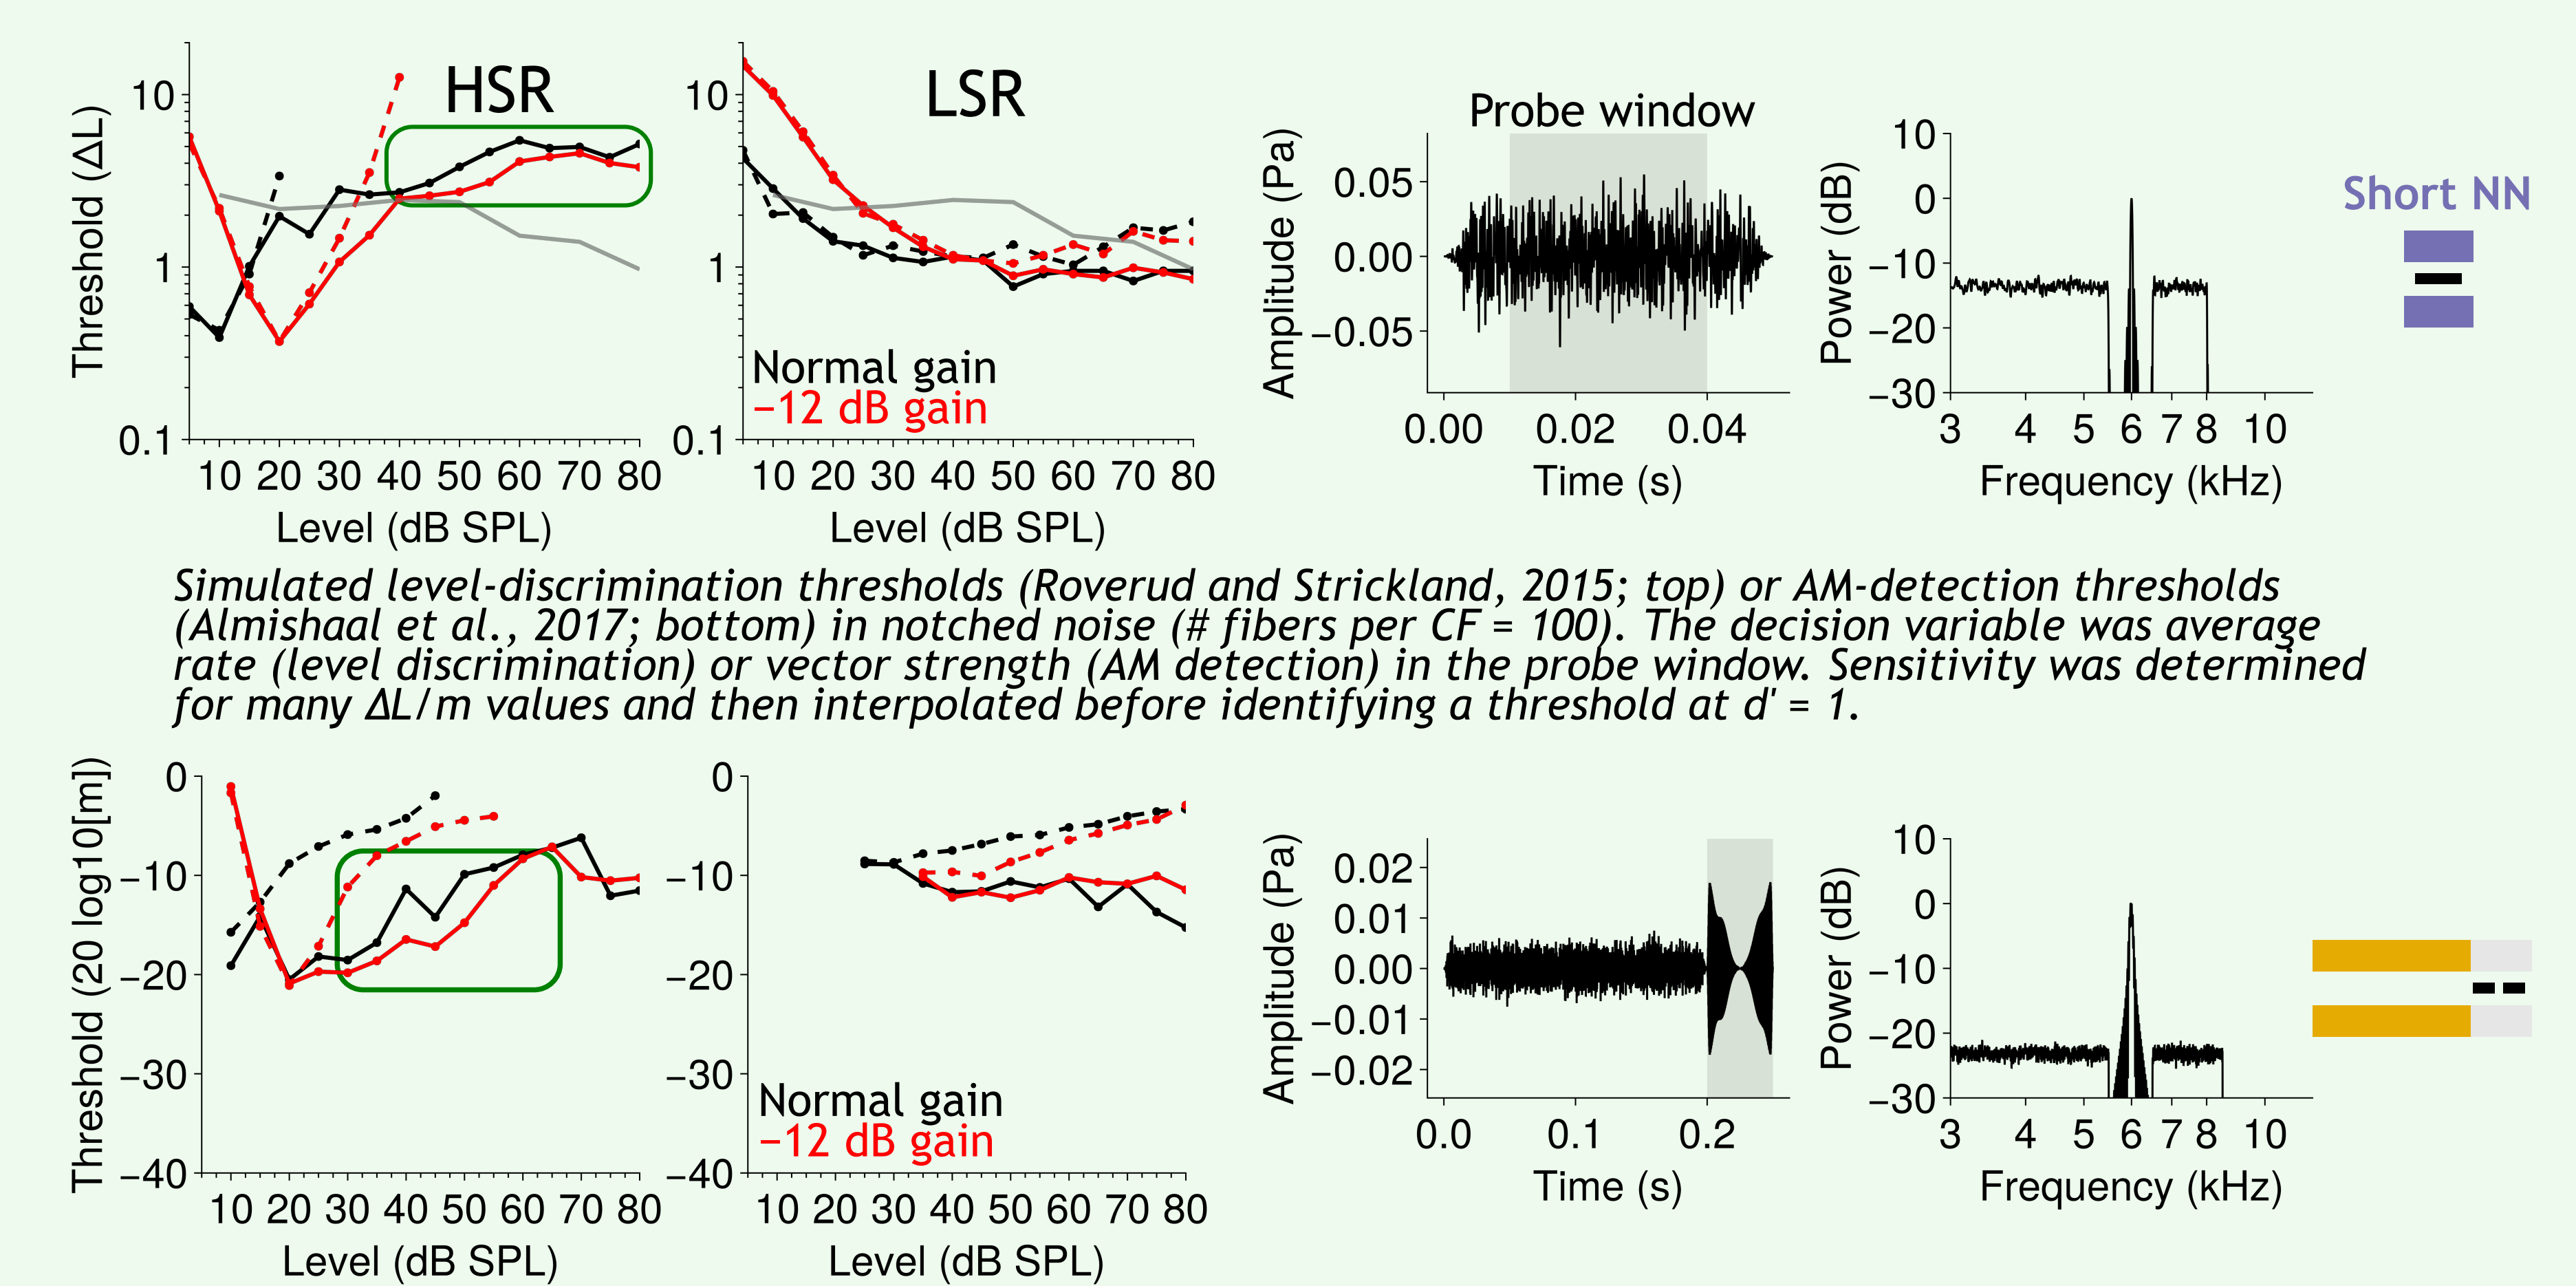 HSR
10
1
0.1
Threshold (ΔL)
10 20 30 40 50 60 70 80
Level (dB SPL)
LSR
10
1
0.1
Normal gain
−12 dB gain
10 20 30 40 50 60 70 80
Level (dB SPL)
Probe window
Amplitude (Pa)
0.05
0.00
−0.05
0.00 0.02 0.04
Time (s)
Power (dB)
10
0
−10
−20
−30
3 4 5 6 7 8 10
Frequency (kHz)
Short NN
Simulated level-discrimination thresholds (Roverud and Strickland, 2015; top) or AM-detection thresholds
(Almishaal et al., 2017; bottom) in notched noise (# fibers per CF = 100). The decision variable was average
rate (level discrimination) or vector strength (AM detection) in the probe window. Sensitivity was determined
for many ΔL/m values and then interpolated before identifying a threshold at d' = 1.
Threshold (20 log10[m])
0
−10
−20
−30
−40
10 20 30 40 50 60 70 80
Level (dB SPL)
0
−10
−20
−30
−40
Normal gain
−12 dB gain
10 20 30 40 50 60 70 80
Level (dB SPL)
Amplitude (Pa)
0.02
0.01
0.00
−0.01
−0.02
0.0 0.1 0.2
Time (s)
Power (dB)
10
0
−10
−20
−30
3 4 5 6 7 8 10
Frequency (kHz)